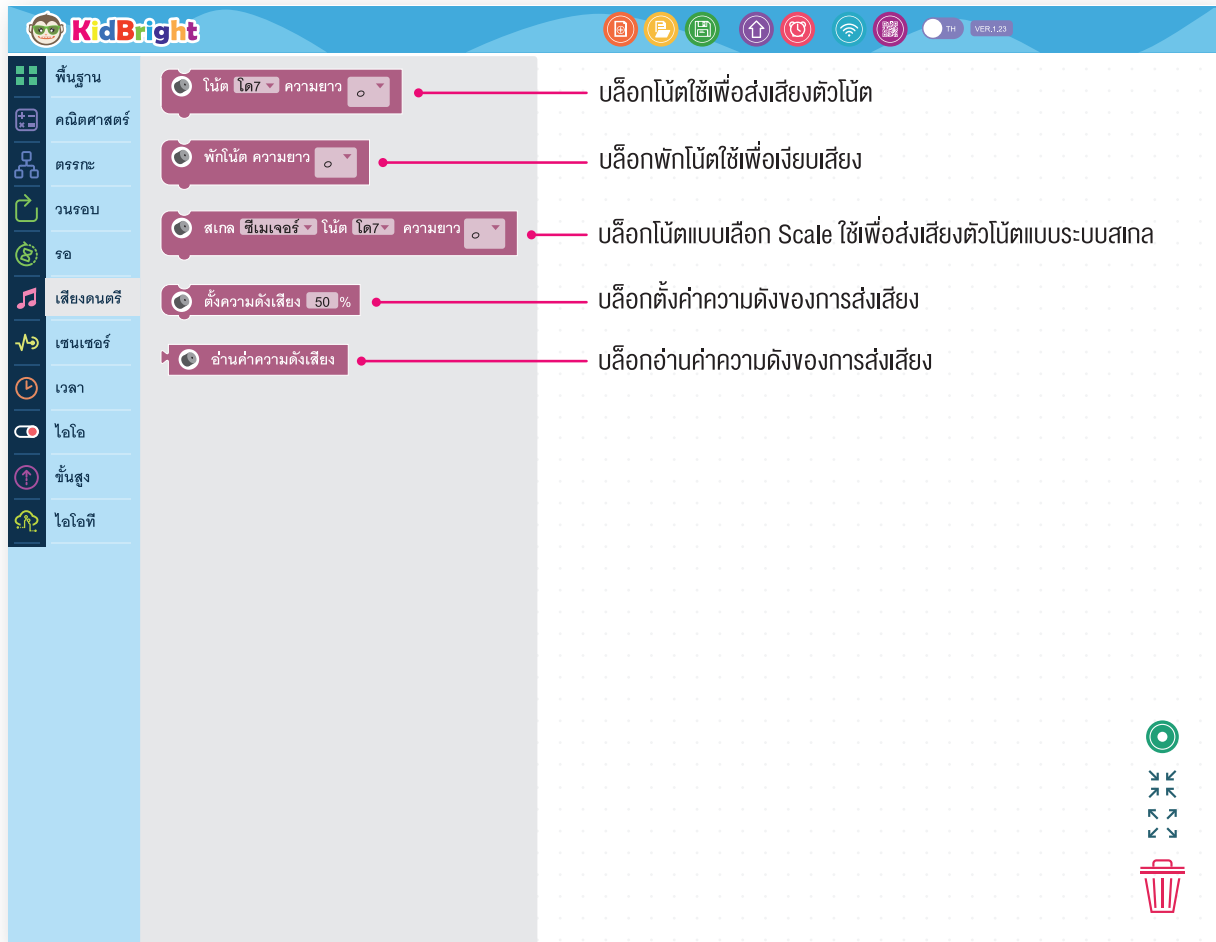 KidBright
TH
VER.1.23
พื้นฐาน
คณิตศาสตร์
ตรรกะ
วนรอบ
รอ
เสียงดนตรี
เซนเซอร์
เวลา
ไอโอ
ขั้นสูง
ไอโอที
โน้ต โด7 ความยาว
บล็อกโน้ตใช้เพื่อส่งเสียงตัวโน้ต
พักโน้ต ความยาว
บล็อกพักโน้ตใช้เพื่อเงียบเสียง
สเกล ซีเมเจอร์ โน้ต โด7 ความยาว
บล็อกโน้ตแบบเลือก Scale ใช้เพื่อส่งเสียงตัวโน้ตแบบระบบสเกล
ตั้งความดังเสียง 50 %
บล็อกตั้งค่าความดังของการส่งเสียง
อ่านค่าความดังเสียง
บล็อกอ่านค่าความดังของการส่งเสียง